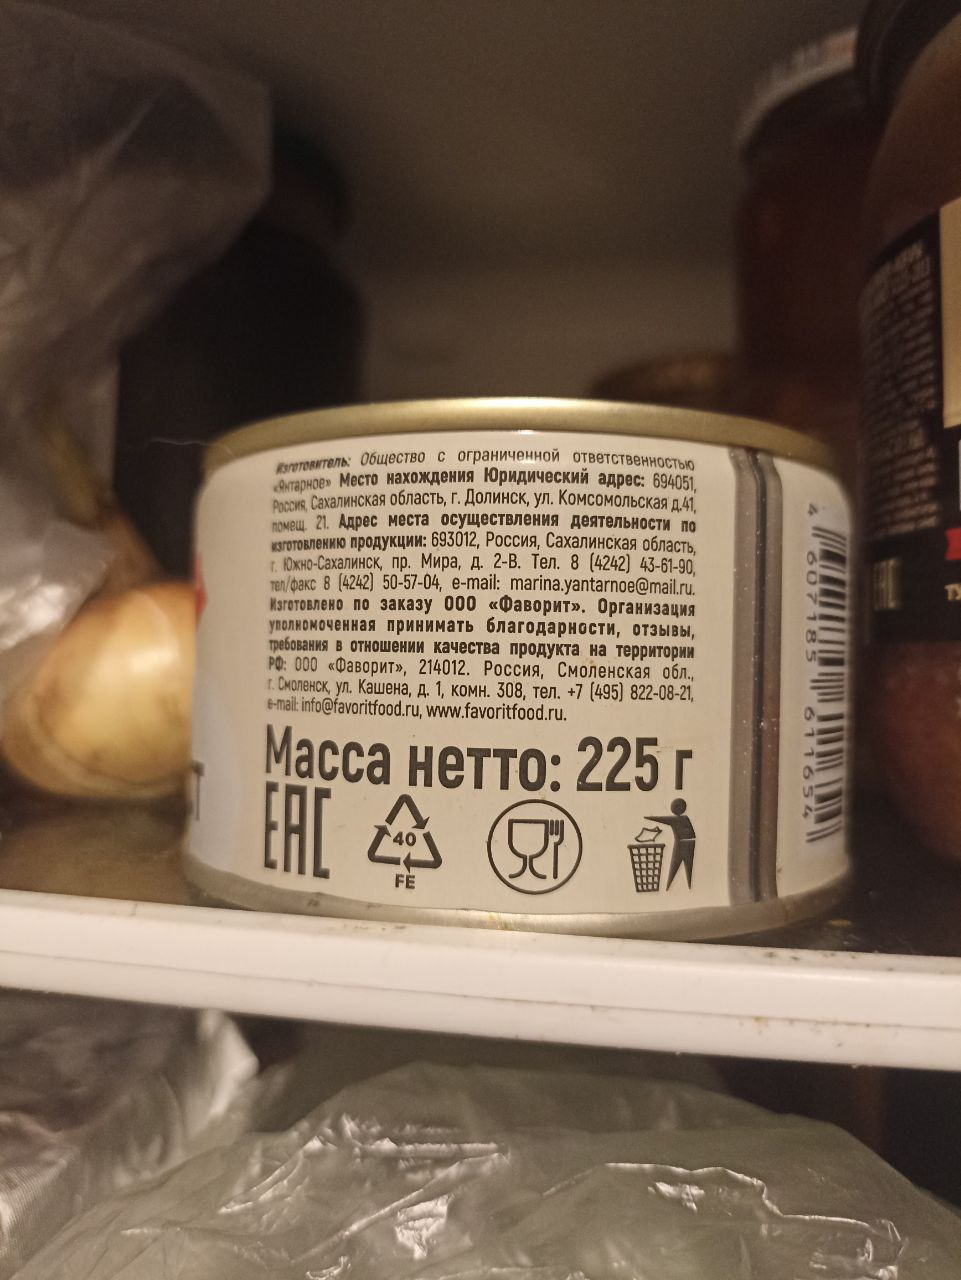 Изготовитель: Общество с ограниченной ответственностью
«Янтарное» Место нахождения Юридический адрес: 694051,
Россия, Сахалинская область, г. Долинск, ул. Комсомольская д.41,
помещ. 21. Адрес места осуществления деятельности по
изготовлению продукции: 693012, Россия, Сахалинская область,
г. Южно-Сахалинск, пр. Мира, д. 2-В. Тел. 8 (4242) 43-61-90,
тел/факс 8 (4242) 50-57-04, e-mail: marina.yantarnoe@mail.ru.
Изготовлено по заказу ООО «Фаворит». Организация
уполномоченная принимать благодарности, отзывы,
требования в отношении качества продукта на территории
РФ: ООО «Фаворит», 214012. Россия, Смоленская обл.,
г. Смоленск, ул. Кашена, д. 1, комн. 308, тел. +7 (495) 822-08-21,
e-mail: info@favoritfood.ru, www.favoritfood.ru.
Масса нетто: 225 г
EAC
40
FE
4 607185 611654